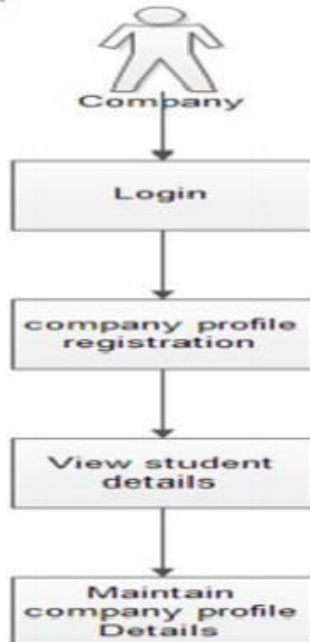 Company
Login
company profile
registration
View student
details
Maintain
company profile
Details